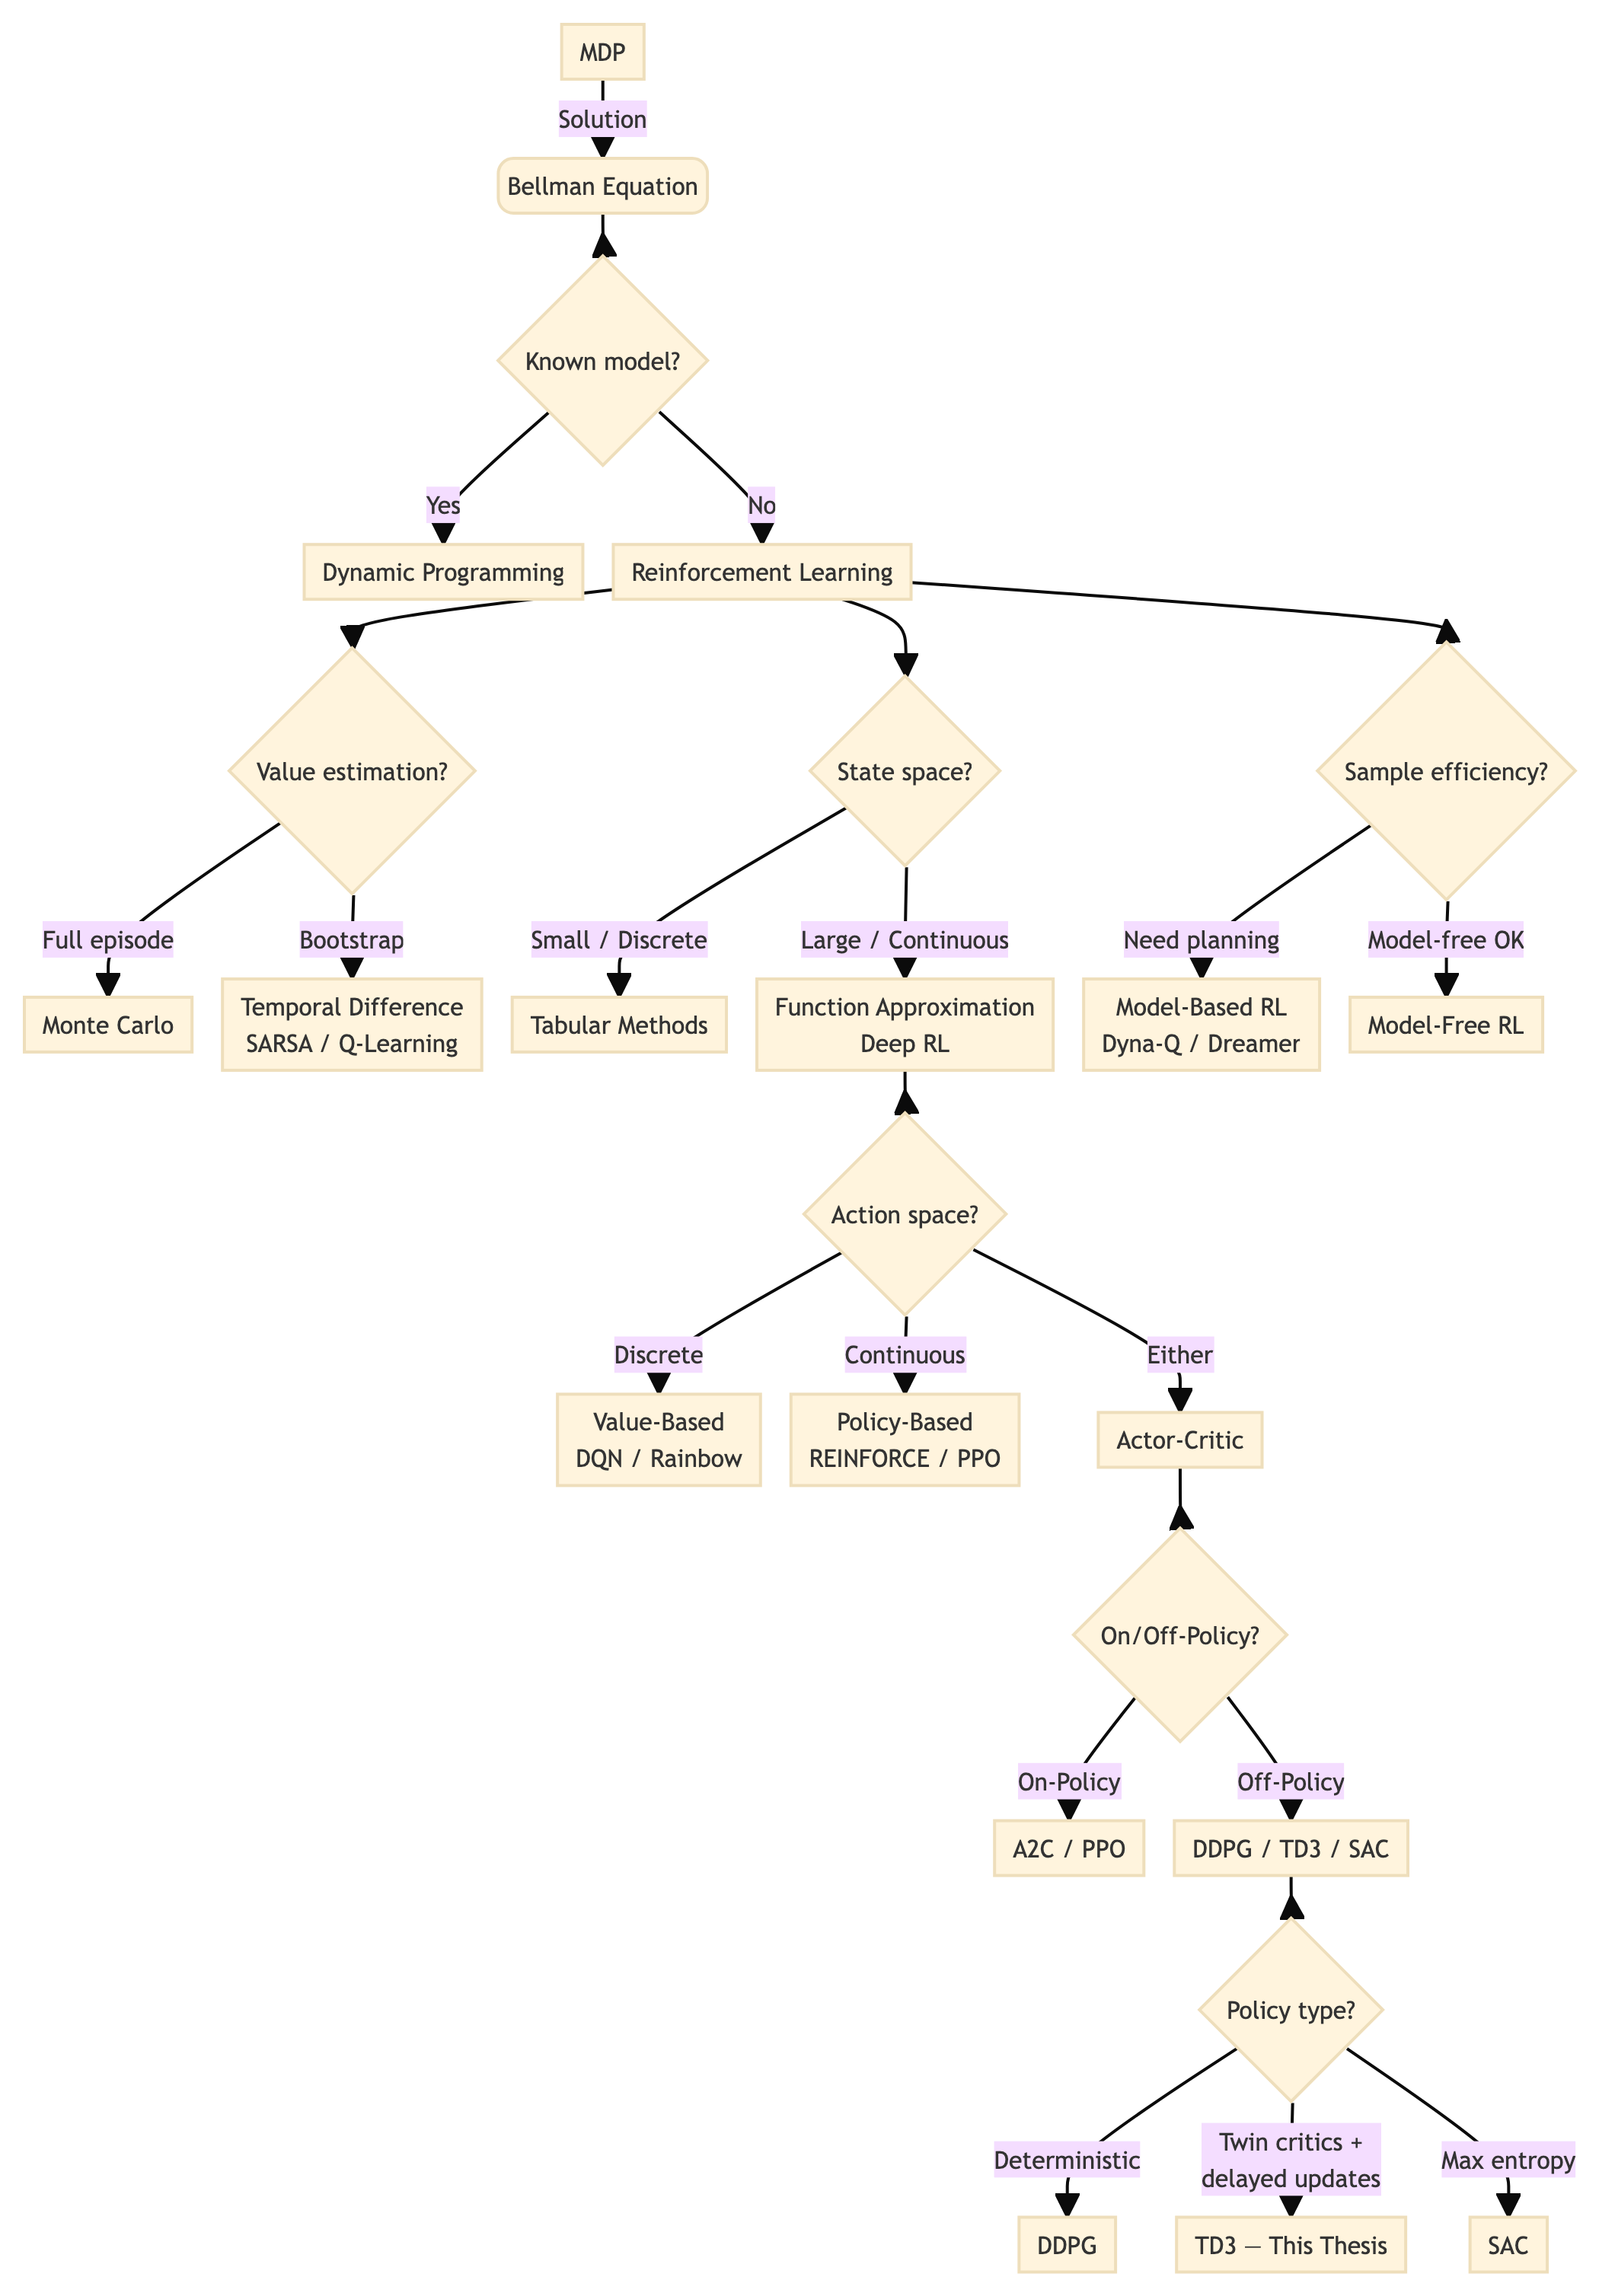 MDP
Solution
Bellman Equation
Known model?
Yes
No
Dynamic Programming
Reinforcement Learning
Value estimation?
State space?
Sample efficiency?
Full episode
Bootstrap
Small / Discrete
Large / Continuous
Need planning
Model-free OK
Monte Carlo
Temporal Difference
SARSA / Q-Learning
Tabular Methods
Function Approximation
Deep RL
Model-Based RL
Dyna-Q / Dreamer
Model-Free RL
Action space?
Discrete
Continuous
Either
Value-Based
DQN / Rainbow
Policy-Based
REINFORCE / PPO
Actor-Critic
On/Off-Policy?
On-Policy
Off-Policy
A2C / PPO
DDPG / TD3 / SAC
Policy type?
Deterministic
Twin critics +
delayed updates
Max entropy
DDPG
TD3 — This Thesis
SAC